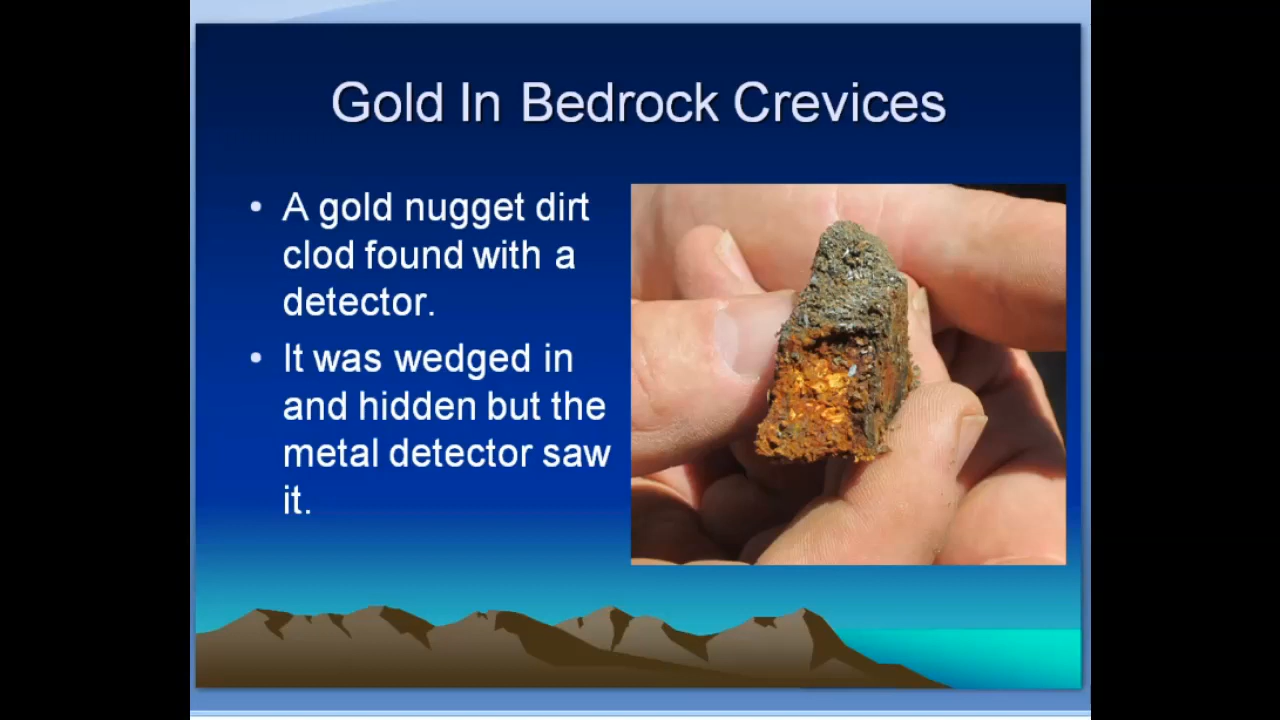 Gold In Bedrock Crevices
• A gold nugget dirt
clod found with a
detector.
• It was wedged in
and hidden but the
metal detector saw
it.